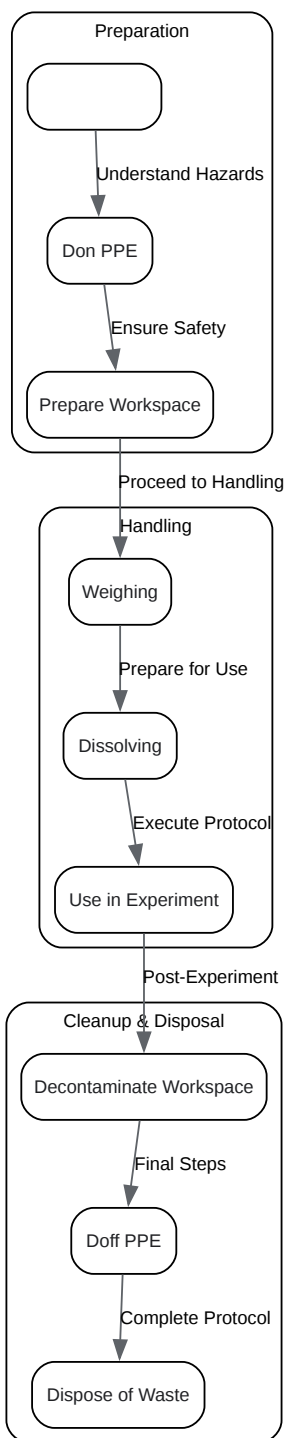 Preparation
Understand Hazards
Don PPE
Ensure Safety
Prepare Workspace
Proceed to Handling
Handling
Weighing
Prepare for Use
Dissolving
Execute Protocol
Use in Experiment
Post-Experiment
Cleanup & Disposal
Decontaminate Workspace
Final Steps
Doff PPE
Complete Protocol
Dispose of Waste